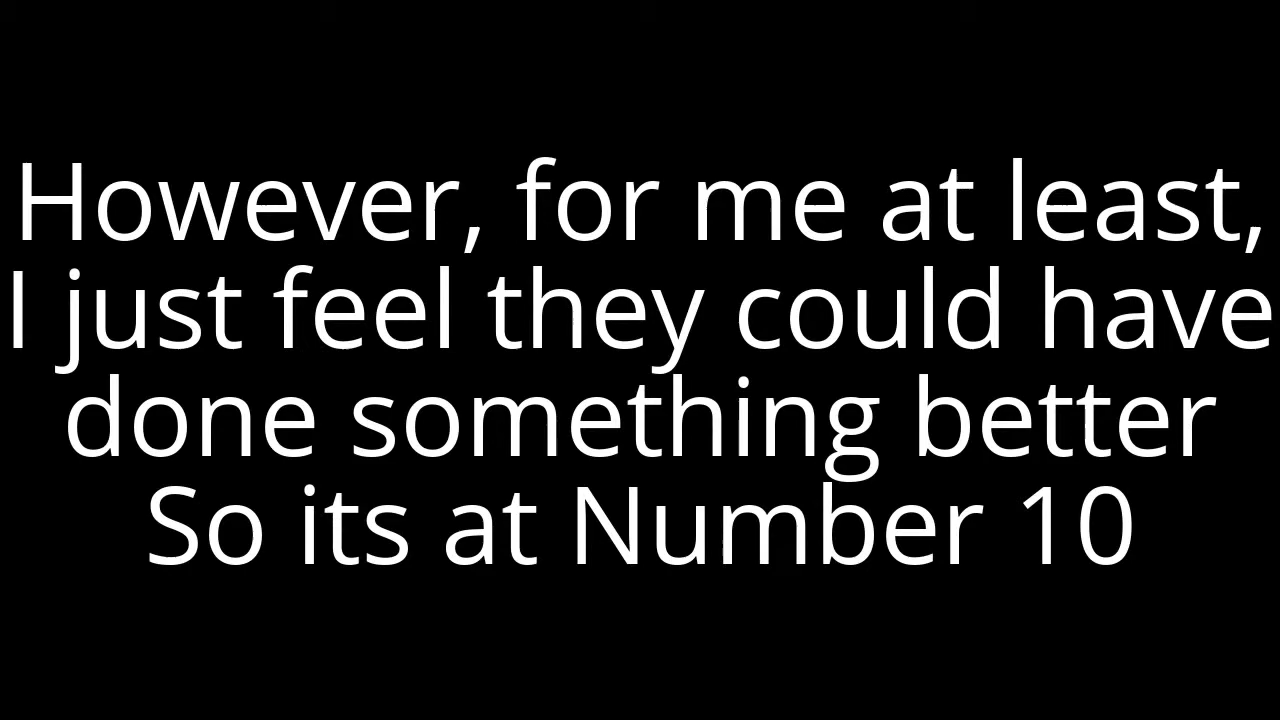 However, for me at least,
I just feel they could have
done something better
So its at Number 10